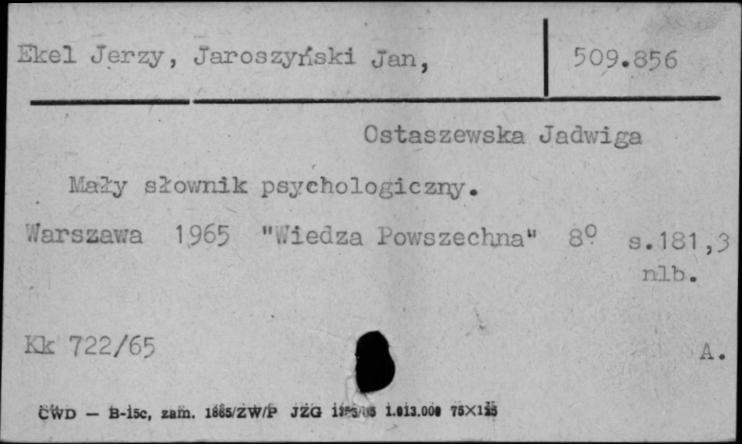 Ekel Jerzy, Jaroszyński Jan, 509.856
Ostaszewska Jadwiga
Mały słownik psychologiczny.
Warszawa 1965 "Wiedza Powszechna" 8° s.181,3
nlb.
Kk 722/65 A.
CWD — B-15c, zam. 1885/ZW/P JZG 1.013.000 75×125